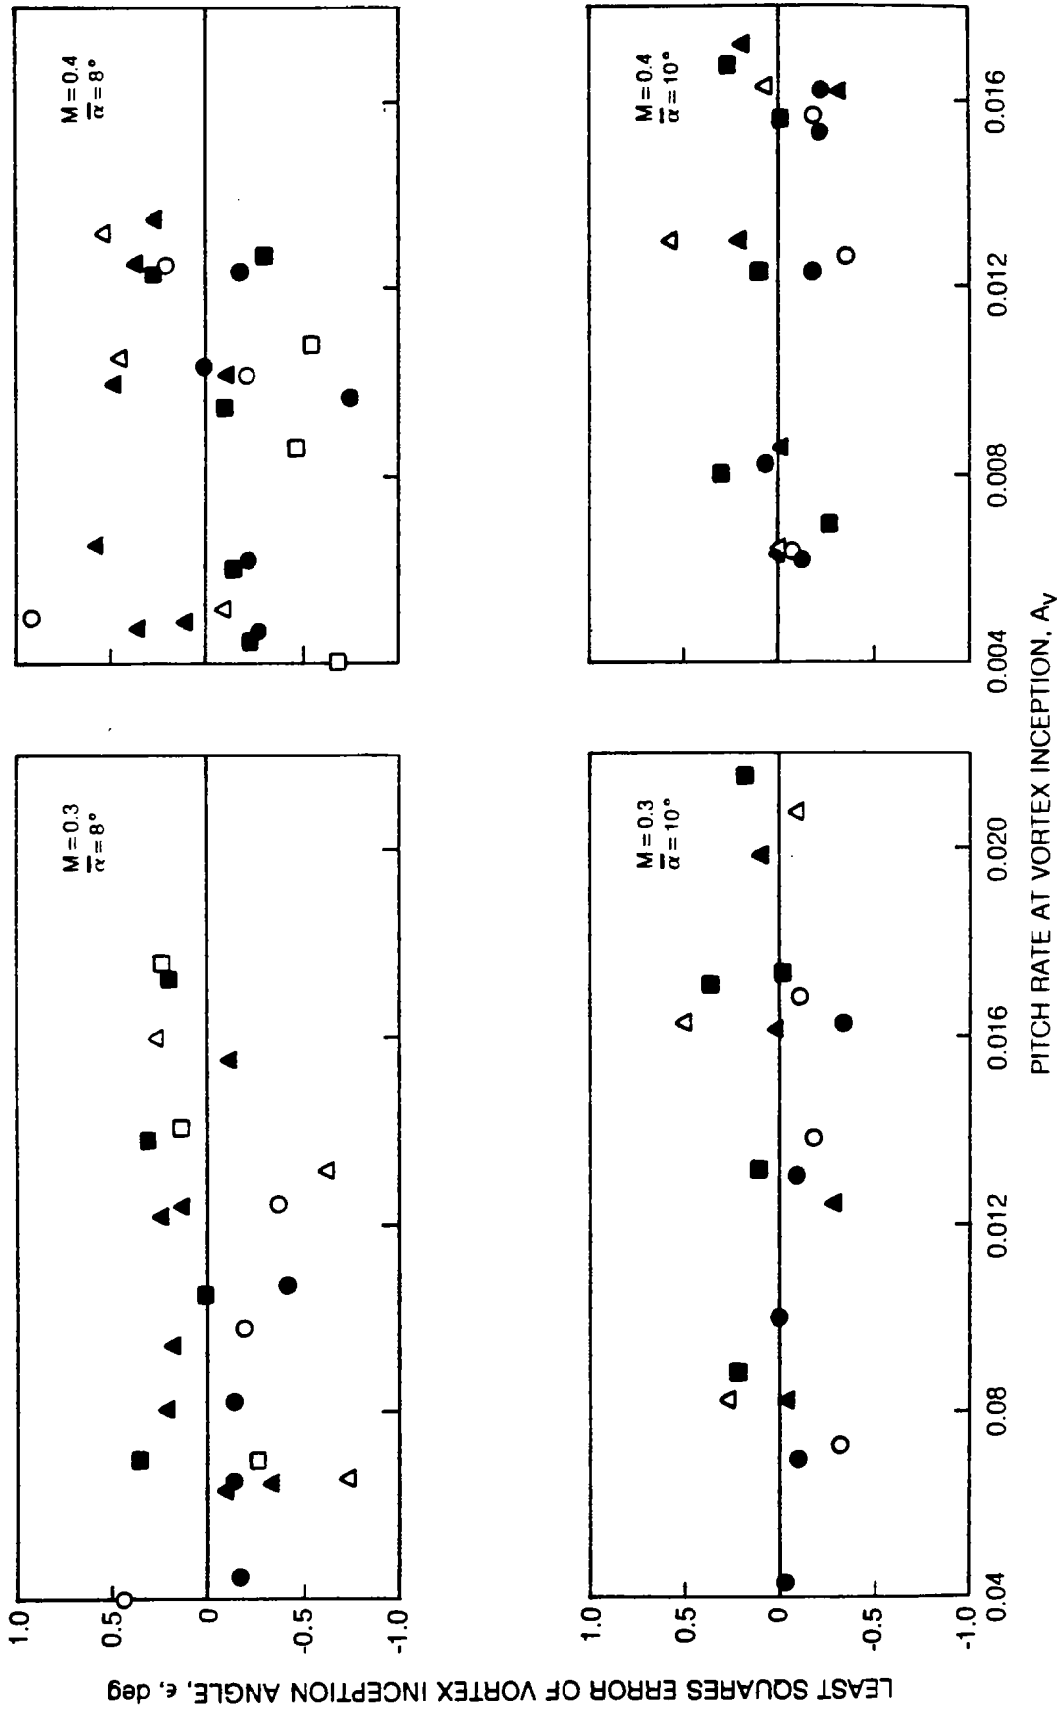 LEAST SQUARES ERROR OF VORTEX INCEPTION ANGLE, ϵ, deg
1.0
0.5
0
-0.5
-1.0
M = 0.3
α̅ = 8°
M = 0.4
α̅ = 8°
1.0
0.5
0
-0.5
-1.0
M = 0.3
α̅ = 10°
M = 0.4
α̅ = 10°
0.04 0.08 0.012 0.016 0.020
0.004 0.008 0.012 0.016
PITCH RATE AT VORTEX INCEPTION, Aᵥ